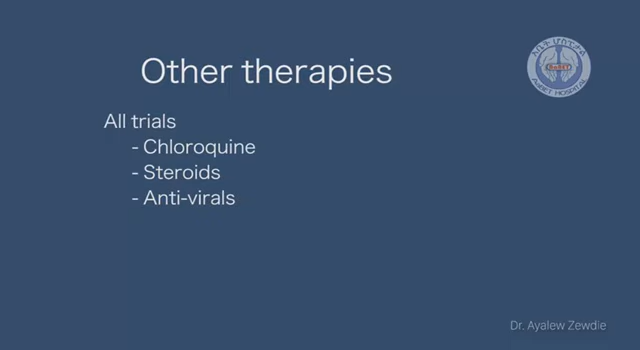 Other therapies
All trials
- Chloroquine
- Steroids
- Anti-virals
Dr. Ayalew Zewdie